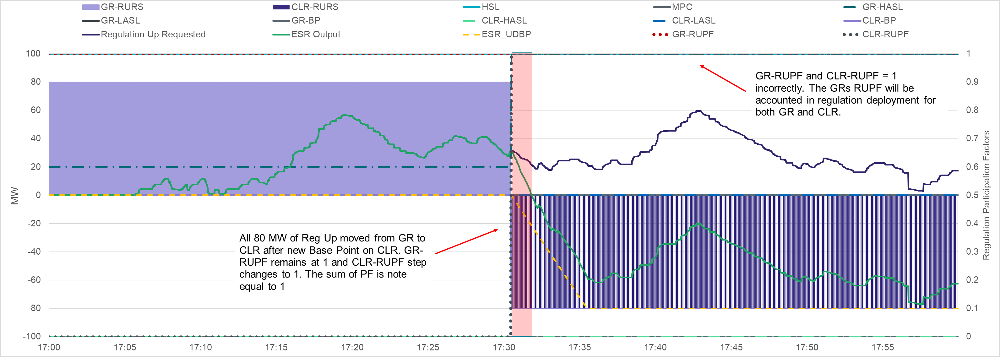 GR-RURS CLR-RURS HSL MPC GR-HASL
GR-LASL GR-BP CLR-HASL CLR-LASL CLR-BP
Regulation Up Requested ESR Output ESR_UDBP GR-RUPF CLR-RUPF
100
80
60
40
20
0
-20
-40
-60
-80
-100
MW
1
0.9
0.8
0.7
0.6
0.5
0.4
0.3
0.2
0.1
0
Regulation Participation Factors
GR-RUPF and CLR-RUPF = 1
incorrectly. The GRs RUPF will be
accounted in regulation deployment for
both GR and CLR.
All 80 MW of Reg Up moved from GR to
CLR after new Base Point on CLR. GR-
RUPF remains at 1 and CLR-RUPF step
changes to 1. The sum of PF is note
equal to 1
17:00 17:05 17:10 17:15 17:20 17:25 17:30 17:35 17:40 17:45 17:50 17:55